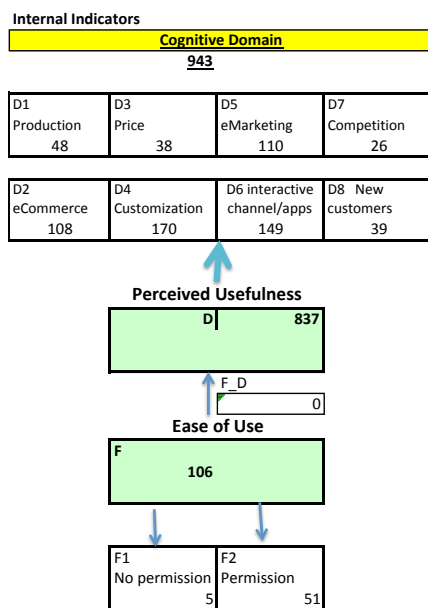 Internal Indicators
Cognitive Domain
943
D1 D3 D5 D7
Production Price eMarketing Competition
48 38 110 26
D2 D4 D6 interactive D8 New
eCommerce Customization channel/apps customers
108 170 149 39
Perceived Usefulness
D 837
F_D
0
Ease of Use
F
106
F1 F2
No permission Permission
5 51